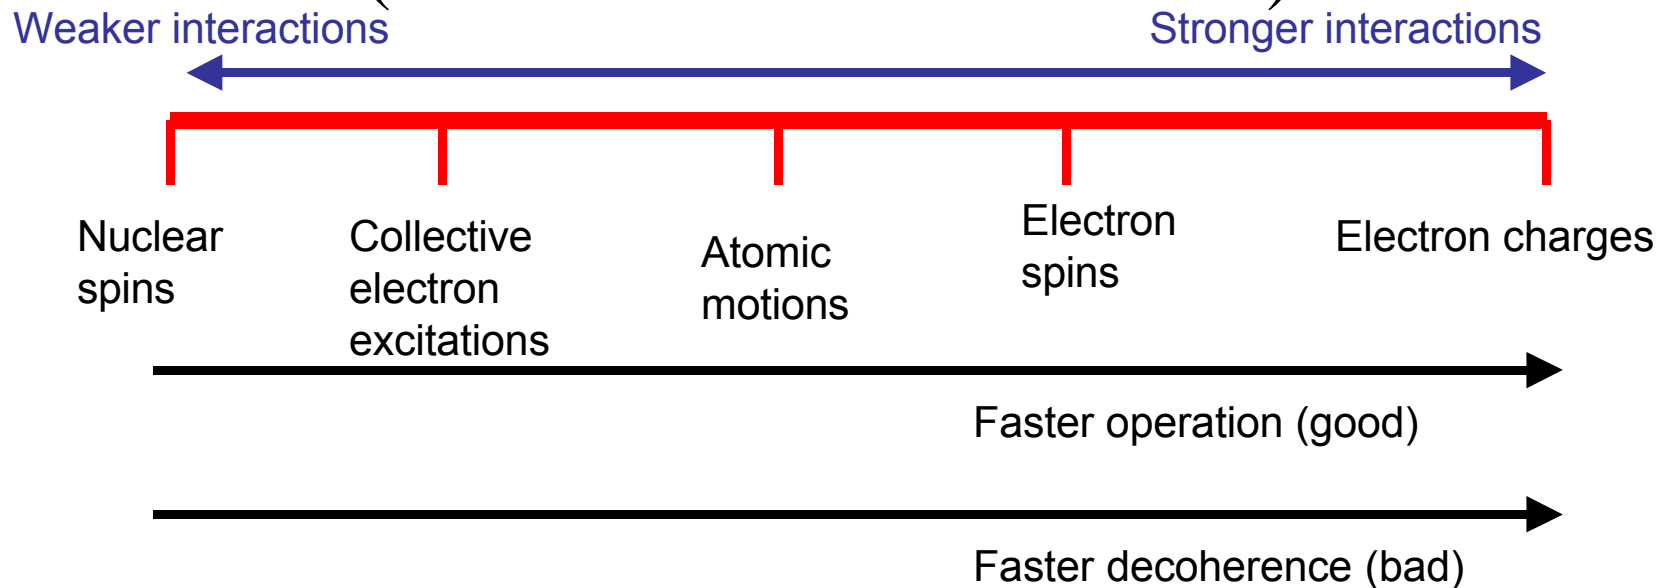 Weaker interactions
Stronger interactions
Nuclear
spins
Collective
electron
excitations
Atomic
motions
Electron
spins
Electron charges
Faster operation (good)
Faster decoherence (bad)